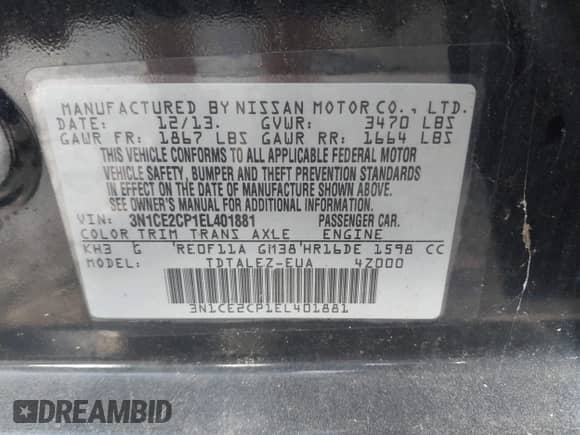 MANUFACTURED BY NISSAN MOTOR CO., LTD.
DATE: 12/13. GVWR: 3470 LBS
GAWR FR: 1867 LBS GAWR RR: 1664 LBS
THIS VEHICLE CONFORMS TO ALL APPLICABLE FEDERAL MOTOR
VEHICLE SAFETY, BUMPER AND THEFT PREVENTION STANDARDS
IN EFFECT ON THE DATE OF MANUFACTURE SHOWN ABOVE.
SEE OWNER'S MANUAL FOR ADDITIONAL INFORMATION.
VIN: 3N1CE2CP1EL401881 PASSENGER CAR.
COLOR TRIM TRANS AXLE ENGINE
KH3 G 'RE0F11A GM38'HR16DE 1598 CC
TDTALEZ-EUA 4Z000
3N1CE2CP1EL401881
DREAMBID